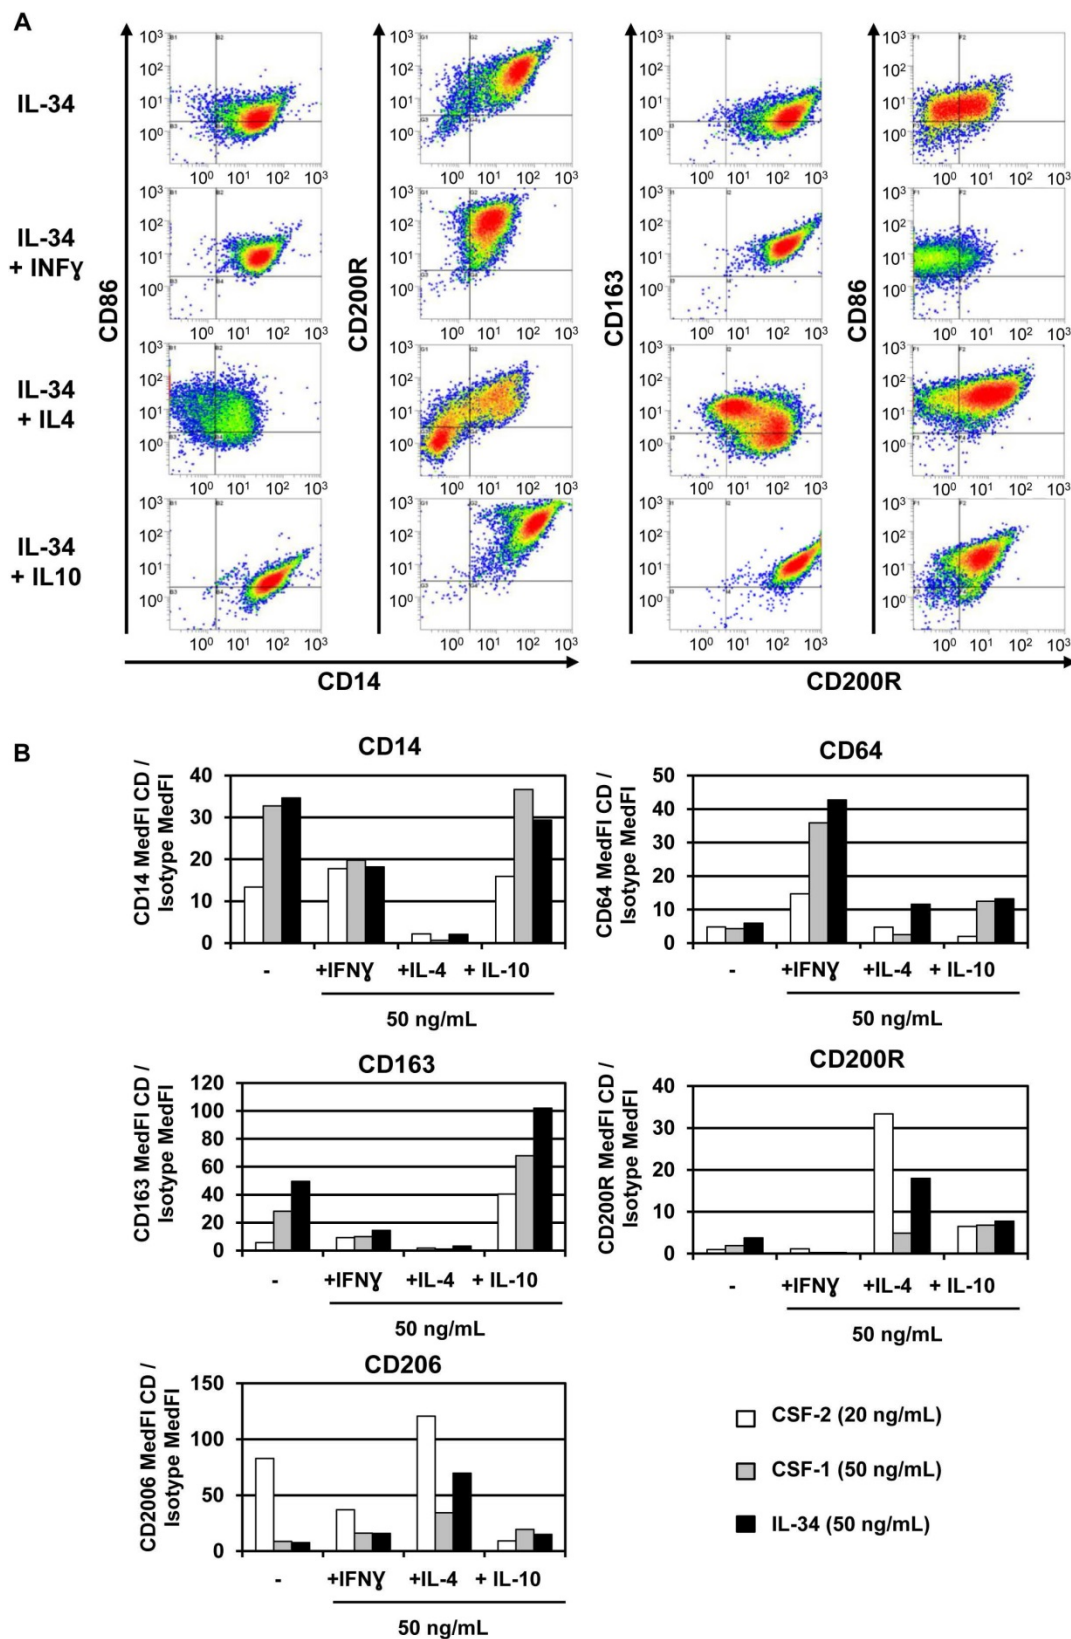 A
IL-34
IL-34
+ INFɣ
IL-34
+ IL4
IL-34
+ IL10
CD86
CD200R
CD163
CD86
10³
10²
10¹
10⁰
10⁰ 10¹ 10² 10³
CD14
CD200R
B
CD14
CD14 MedFI CD /
Isotype MedFI
40
30
20
10
0
- +IFNɣ +IL-4 + IL-10
50 ng/mL
CD64
CD64 MedFI CD /
Isotype MedFI
50
40
30
20
10
0
- +IFNɣ +IL-4 + IL-10
50 ng/mL
CD163
CD163 MedFI CD /
Isotype MedFI
120
100
80
60
40
20
0
- +IFNɣ +IL-4 + IL-10
50 ng/mL
CD200R
CD200R MedFI CD /
Isotype MedFI
40
30
20
10
0
- +IFNɣ +IL-4 + IL-10
50 ng/mL
CD206
CD2006 MedFI CD /
Isotype MedFI
150
100
50
0
- +IFNɣ +IL-4 + IL-10
50 ng/mL
CSF-2 (20 ng/mL)
CSF-1 (50 ng/mL)
IL-34 (50 ng/mL)